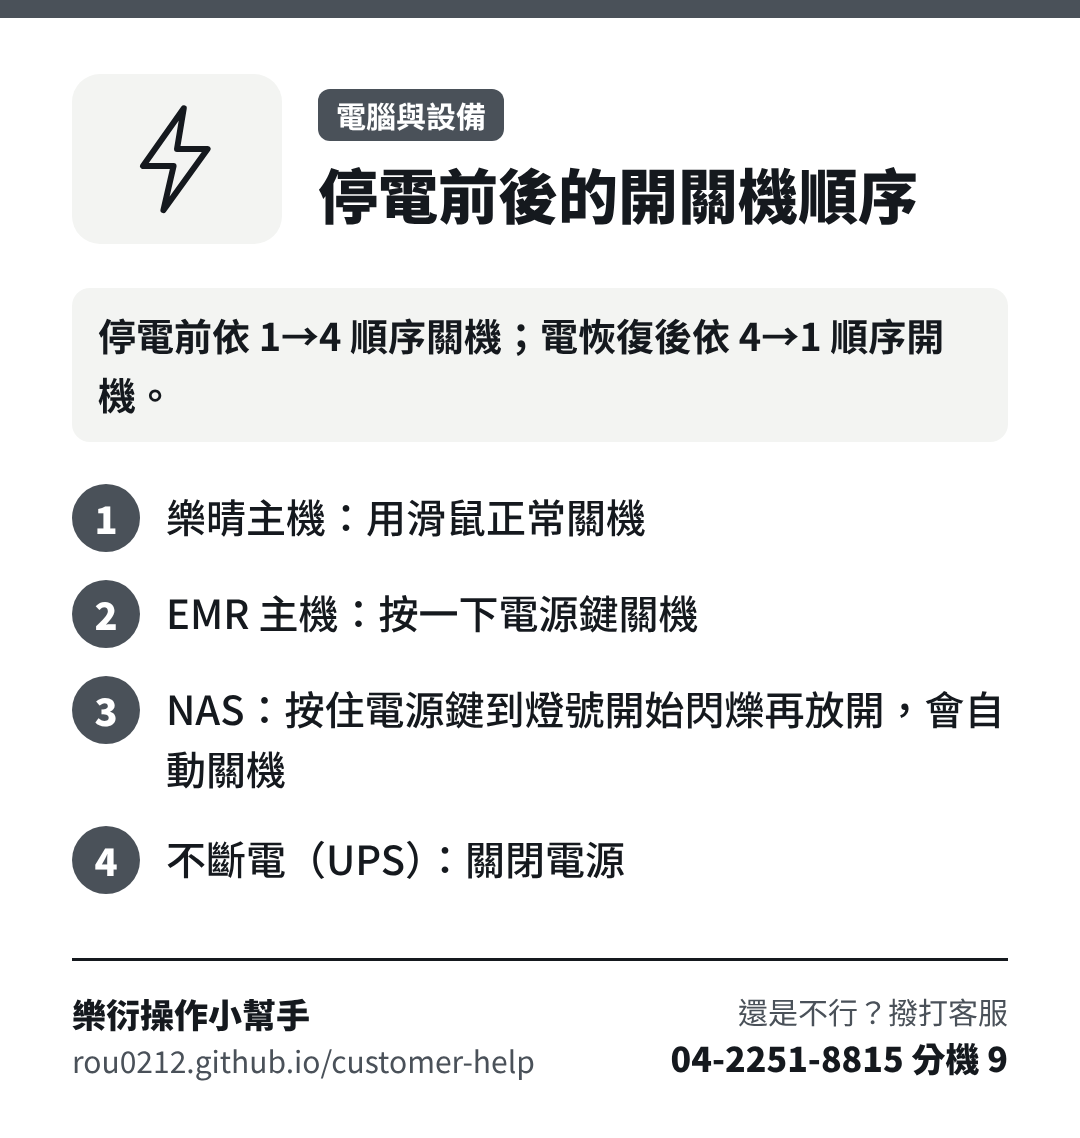 電腦與設備
停電前後的開關機順序
停電前依 1→4 順序關機；電恢復後依 4→1 順序開
機。
1 樂晴主機：用滑鼠正常關機
2 EMR 主機：按一下電源鍵關機
3 NAS：按住電源鍵到燈號開始閃爍再放開，會自
動關機
4 不斷電（UPS）：關閉電源
樂衍操作小幫手
rou0212.github.io/customer-help
還是不行？撥打客服
04-2251-8815 分機 9